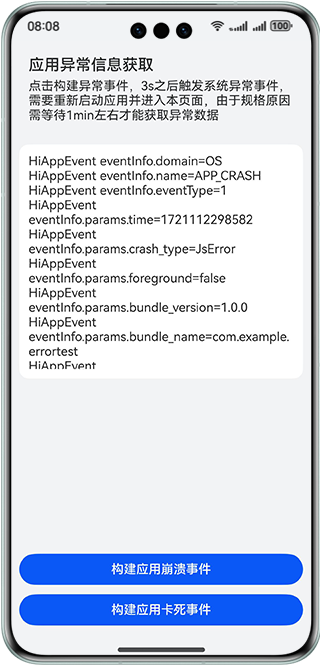 08:08
100
应用异常信息获取
点击构建异常事件，3s之后触发系统异常事件，
需要重新启动应用并进入本页面，由于规格原因
需等待1min左右才能获取异常数据
HiAppEvent eventInfo.domain=OS
HiAppEvent eventInfo.name=APP_CRASH
HiAppEvent eventInfo.eventType=1
HiAppEvent
eventInfo.params.time=1721112298582
HiAppEvent
eventInfo.params.crash_type=JsError
HiAppEvent
eventInfo.params.foreground=false
HiAppEvent
eventInfo.params.bundle_version=1.0.0
HiAppEvent
eventInfo.params.bundle_name=com.example.
errortest
HiAppEvent
构建应用崩溃事件
构建应用卡死事件